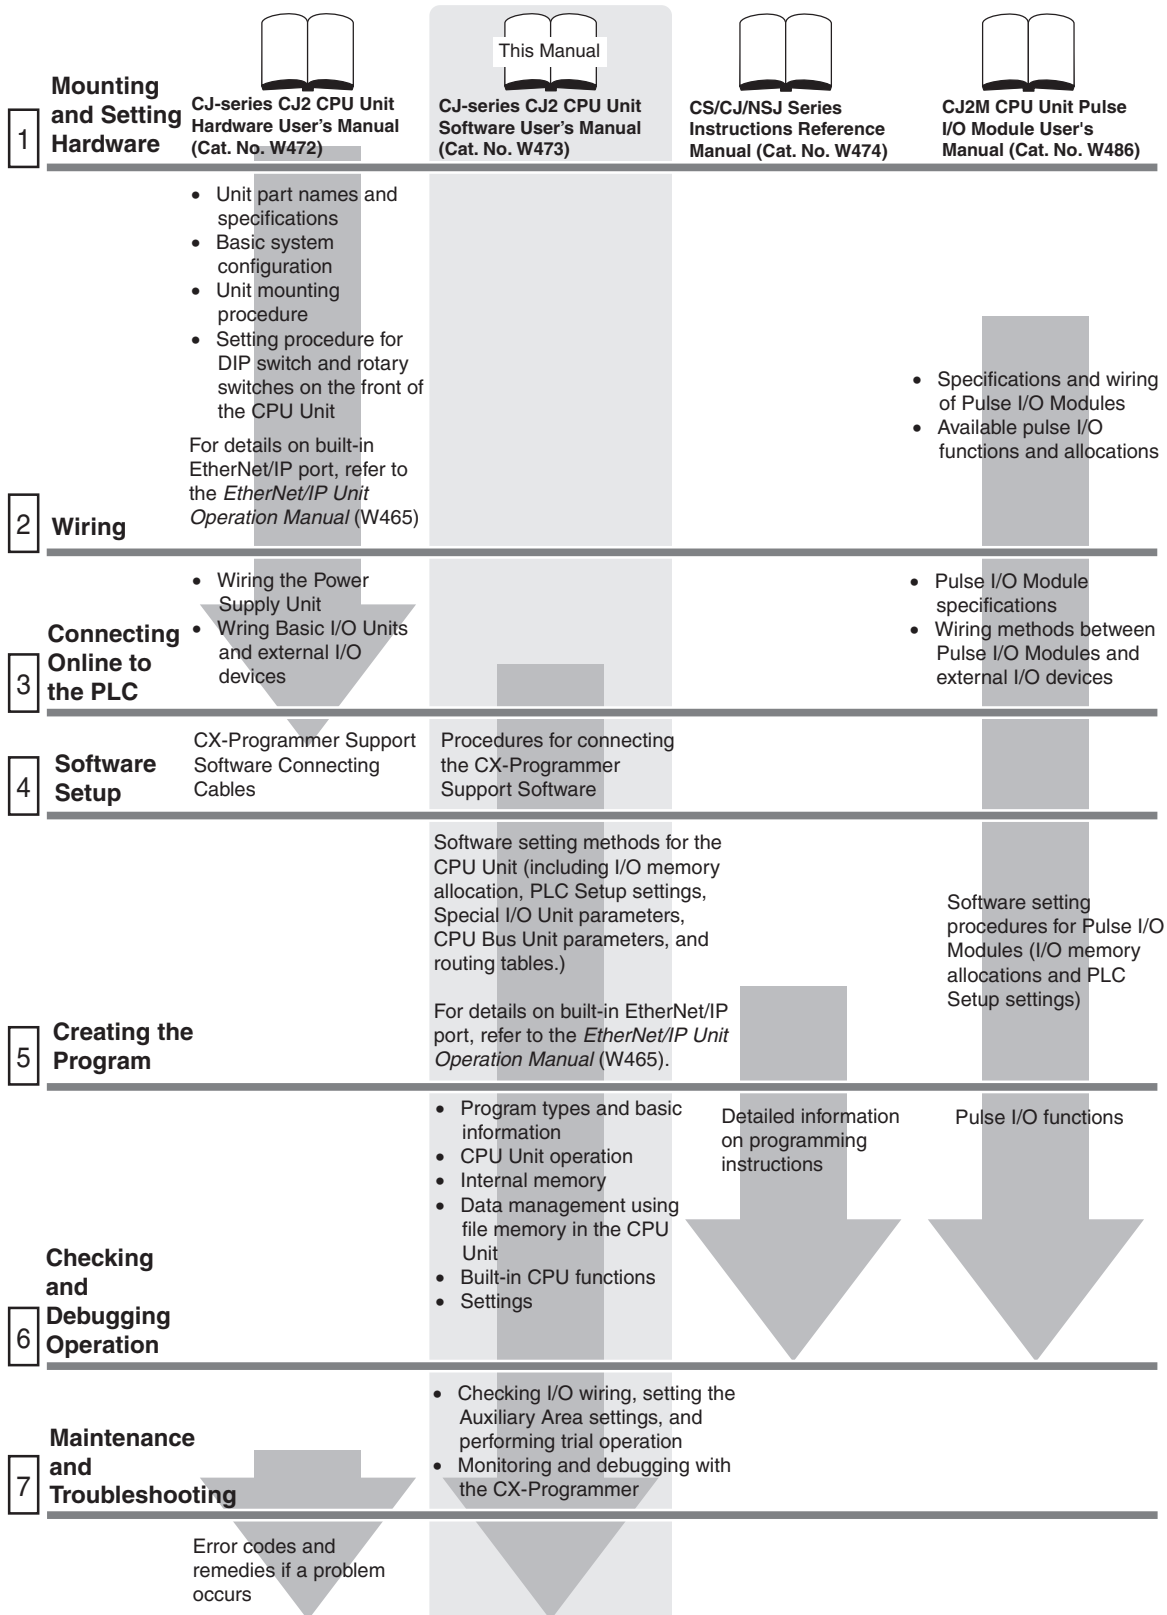 This Manual
1
Mounting
and Setting
Hardware
CJ-series CJ2 CPU Unit
Hardware User's Manual
(Cat. No. W472)
CJ-series CJ2 CPU Unit
Software User's Manual
(Cat. No. W473)
CS/CJ/NSJ Series
Instructions Reference
Manual (Cat. No. W474)
CJ2M CPU Unit Pulse
I/O Module User's
Manual (Cat. No. W486)
• Unit part names and
specifications
• Basic system
configuration
• Unit mounting
procedure
• Setting procedure for
DIP switch and rotary
switches on the front of
the CPU Unit
For details on built-in
EtherNet/IP port, refer to
the EtherNet/IP Unit
Operation Manual (W465)
• Specifications and wiring
of Pulse I/O Modules
• Available pulse I/O
functions and allocations
2
Wiring
• Wiring the Power
Supply Unit
• Wring Basic I/O Units
and external I/O
devices
• Pulse I/O Module
specifications
• Wiring methods between
Pulse I/O Modules and
external I/O devices
3
Connecting
Online to
the PLC
CX-Programmer Support
Software Connecting
Cables
Procedures for connecting
the CX-Programmer
Support Software
4
Software
Setup
Software setting methods for the
CPU Unit (including I/O memory
allocation, PLC Setup settings,
Special I/O Unit parameters,
CPU Bus Unit parameters, and
routing tables.)
For details on built-in EtherNet/IP
port, refer to the EtherNet/IP Unit
Operation Manual (W465).
Software setting
procedures for Pulse I/O
Modules (I/O memory
allocations and PLC
Setup settings)
5
Creating the
Program
• Program types and basic
information
• CPU Unit operation
• Internal memory
• Data management using
file memory in the CPU
Unit
• Built-in CPU functions
• Settings
Detailed information
on programming
instructions
Pulse I/O functions
6
Checking
and
Debugging
Operation
• Checking I/O wiring, setting the
Auxiliary Area settings, and
performing trial operation
• Monitoring and debugging with
the CX-Programmer
7
Maintenance
and
Troubleshooting
Error codes and
remedies if a problem
occurs